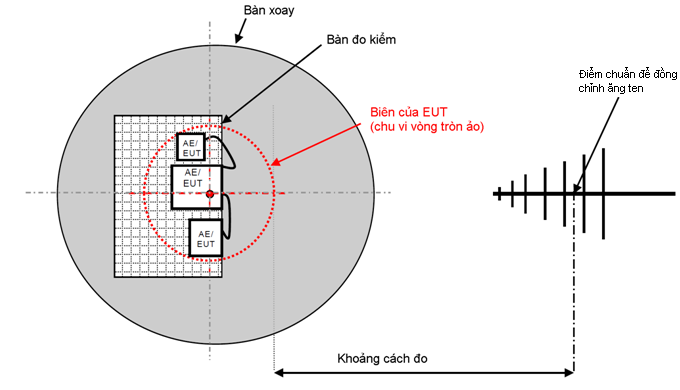 Bàn xoay
Bàn đo kiểm
Điểm chuẩn để đồng
chỉnh ăng ten
Biên của EUT
(chu vi vòng tròn ảo)
AE/
EUT
AE/
EUT
AE/
EUT
Khoảng cách đo